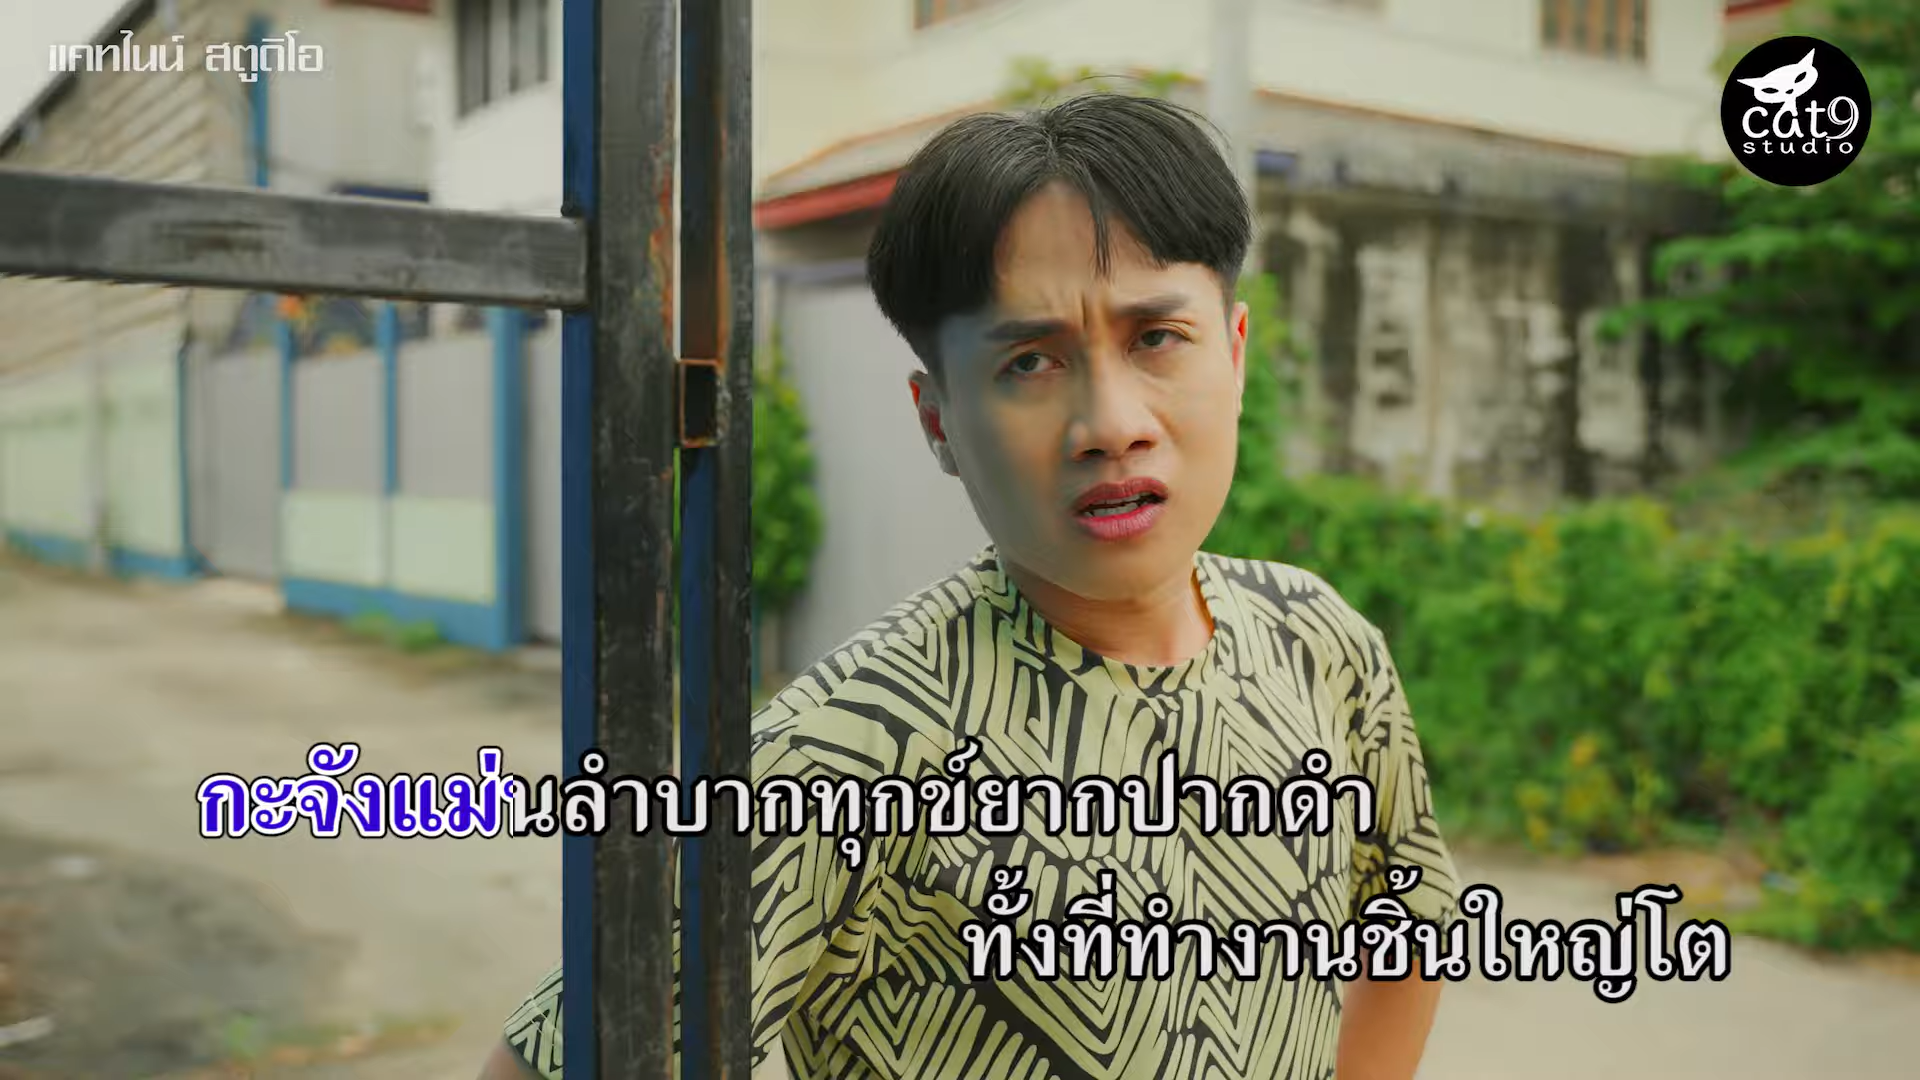 แคทไนน์ สตูดิโอ
cat9
studio
กะจังแม่นลำบากทุกข์ยากปากดำ
ทั้งที่ทำงานชิ้นใหญ่โต